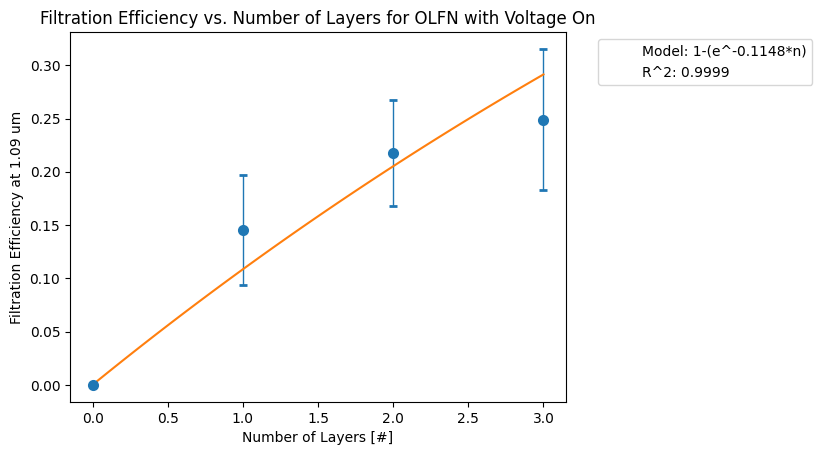 Filtration Efficiency vs. Number of Layers for OLFN with Voltage On
Model: 1-(e^-0.1148*n)
R^2: 0.9999
Filtration Efficiency at 1.09 um
0.30
0.25
0.20
0.15
0.10
0.05
0.00
0.0 0.5 1.0 1.5 2.0 2.5 3.0
Number of Layers [#]